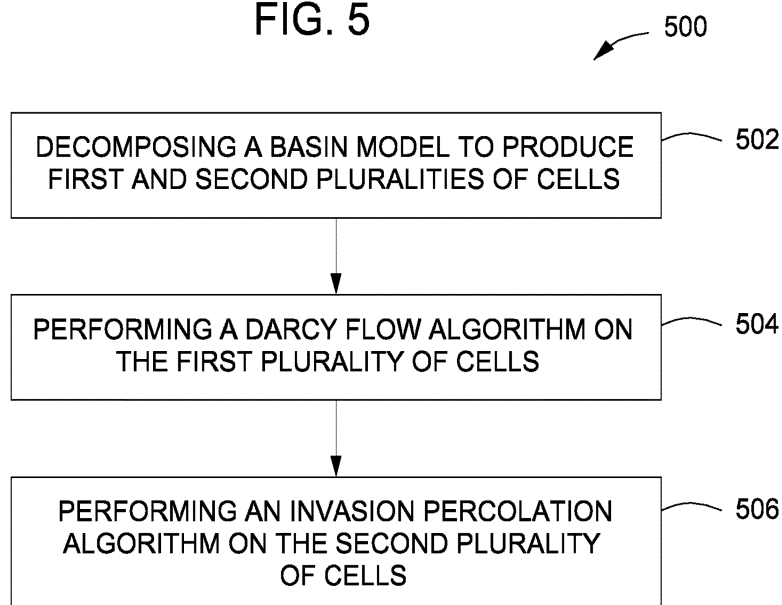 FIG. 5
500
DECOMPOSING A BASIN MODEL TO PRODUCE
FIRST AND SECOND PLURALITIES OF CELLS
502
PERFORMING A DARCY FLOW ALGORITHM ON
THE FIRST PLURALITY OF CELLS
504
PERFORMING AN INVASION PERCOLATION
ALGORITHM ON THE SECOND PLURALITY
OF CELLS
506